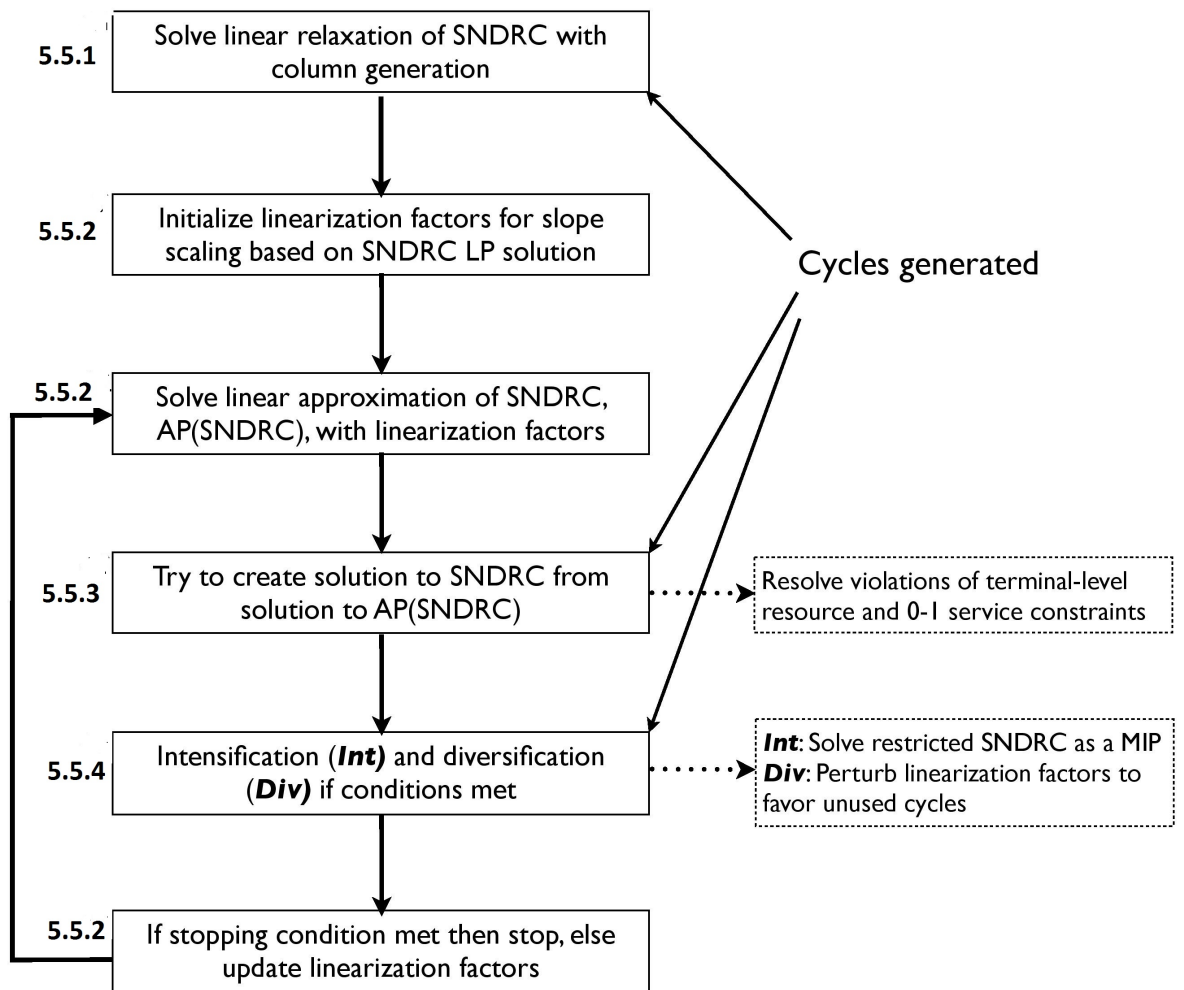 5.5.1
Solve linear relaxation of SNDRC with
column generation
5.5.2
Initialize linearization factors for slope
scaling based on SNDRC LP solution
Cycles generated
5.5.2
Solve linear approximation of SNDRC,
AP(SNDRC), with linearization factors
5.5.3
Try to create solution to SNDRC from
solution to AP(SNDRC)
Resolve violations of terminal-level
resource and 0-1 service constraints
5.5.4
Intensification (Int) and diversification
(Div) if conditions met
Int: Solve restricted SNDRC as a MIP
Div: Perturb linearization factors to
favor unused cycles
5.5.2
If stopping condition met then stop, else
update linearization factors